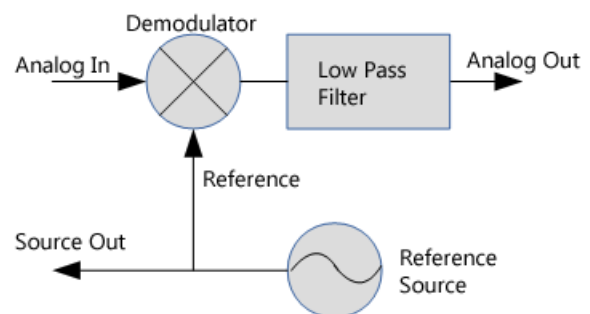 Demodulator
Analog In
Low Pass
Filter
Analog Out
Reference
Source Out
Reference
Source